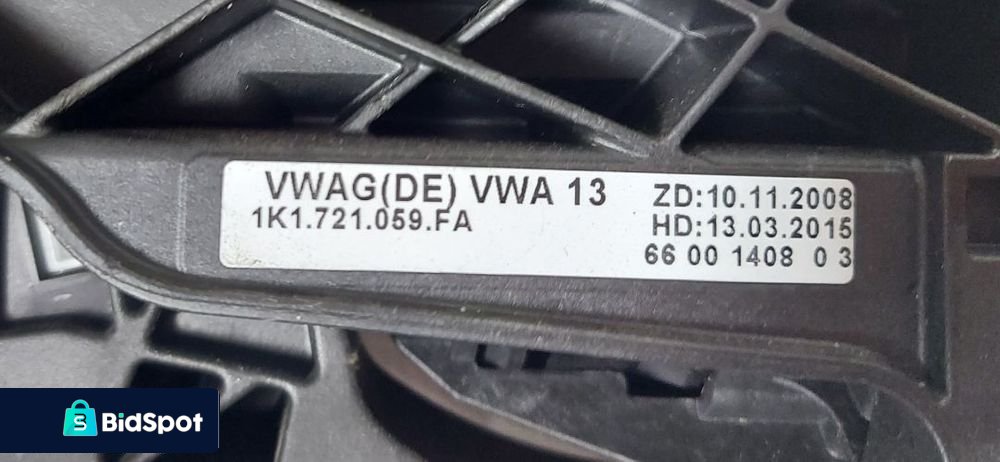 VWAG(DE) VWA 13
1K1.721.059.FA
ZD:10.11.2008
HD:13.03.2015
66 00 1408 0 3
BidSpot